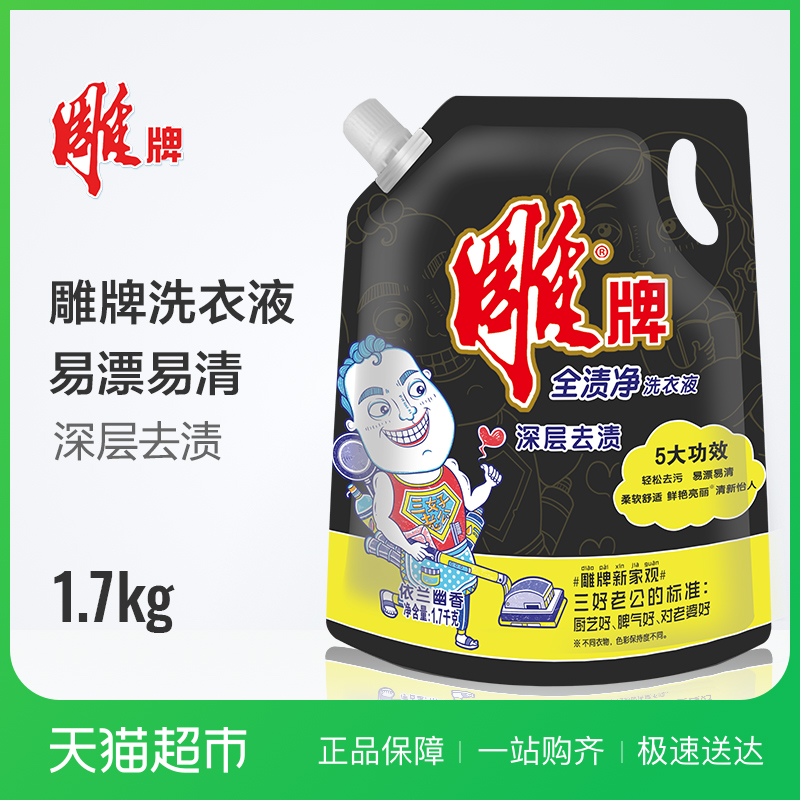 雕牌
雕牌洗衣液
易漂易清
深层去渍
1.7kg
雕牌®
全渍净 洗衣液
深层去渍
5大功效
轻松去污 易漂易清
柔软舒适 鲜艳亮丽※清新怡人
三好
依兰幽香
净含量:1.7千克
diāo pái xīn jiā guān
#雕牌新家观#
三好老公的标准:
厨艺好、脾气好、对老婆好
※不同衣物,色彩保持度不同。
天猫超市 正品保障 | 一站购齐 | 极速送达